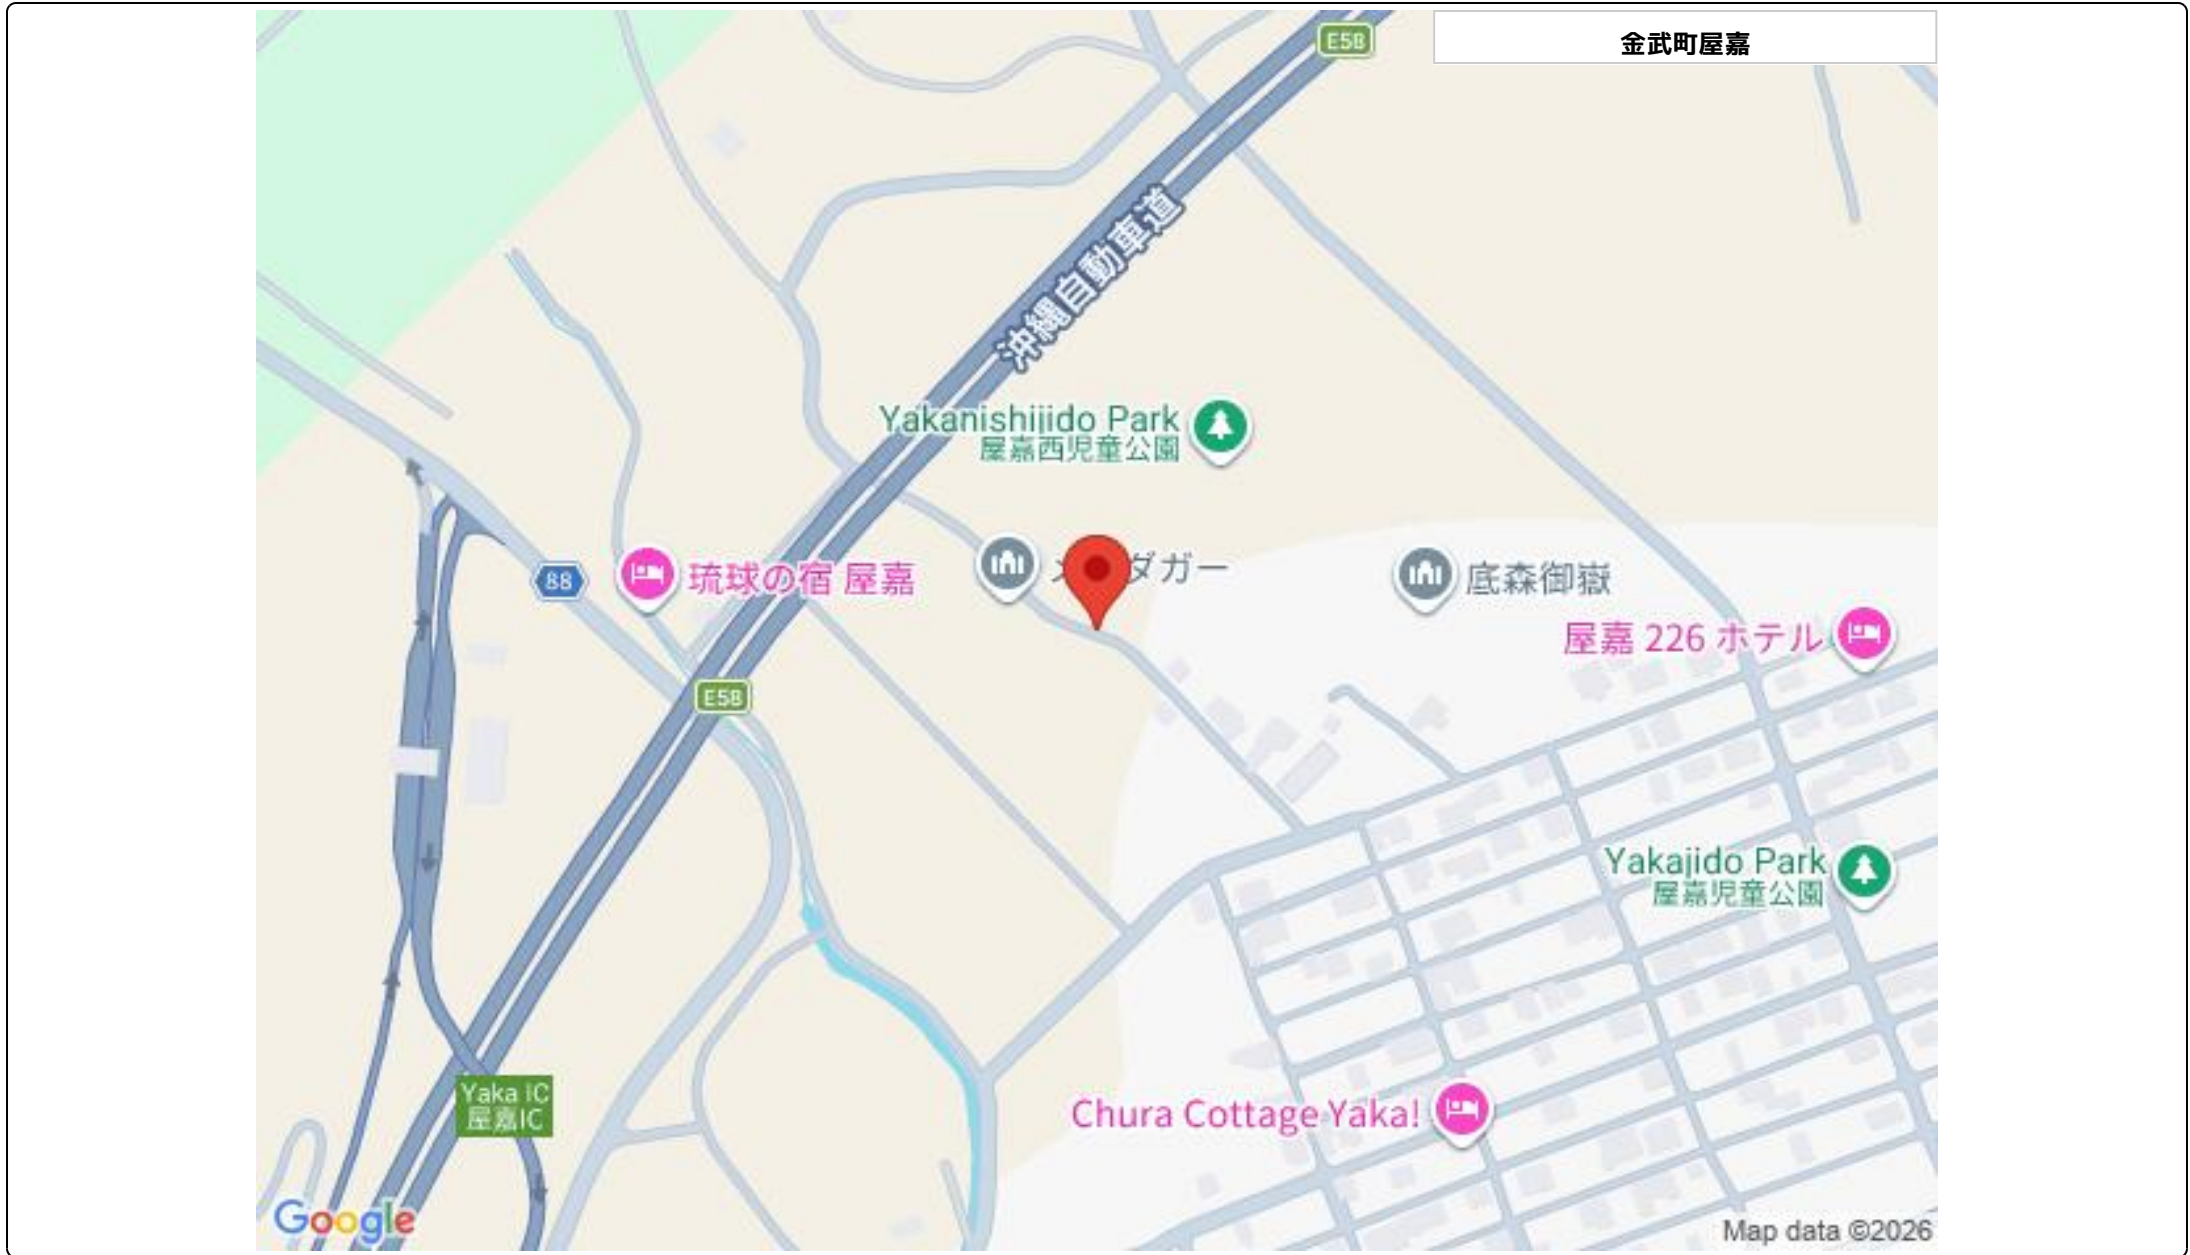 金武町屋嘉
E58
沖縄自動車道
Yakanishijido Park
屋嘉西児童公園
ダガー
琉球の宿 屋嘉
88
底森御嶽
屋嘉 226 ホテル
E58
Yakajido Park
屋嘉児童公園
Yaka IC
屋嘉IC
Chura Cottage Yaka!
Google
Map data ©2026